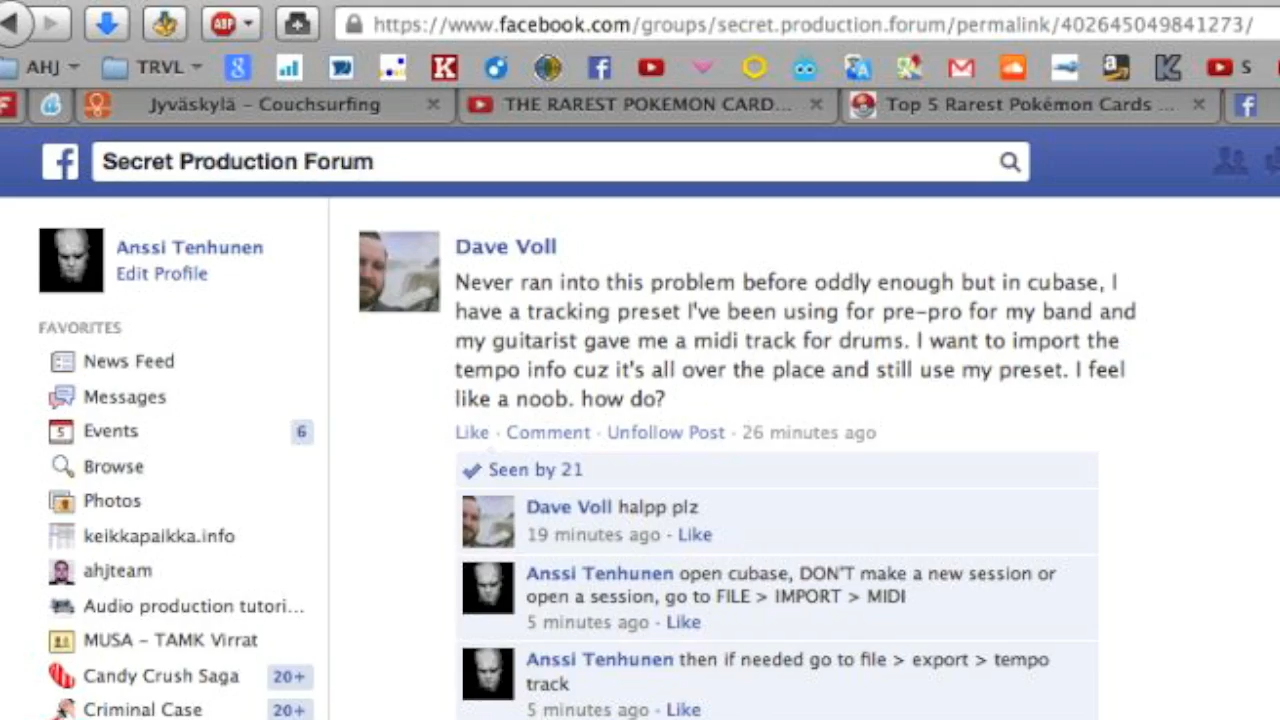 https://www.facebook.com/groups/secret.production.forum/permalink/402645049841273/
AHJ
TRVL
S
Jyväskylä – Couchsurfing
THE RAREST POKEMON CARD...
Top 5 Rarest Pokémon Cards ...
Secret Production Forum
Anssi Tenhunen
Edit Profile
FAVORITES
News Feed
Messages
Events 6
Browse
Photos
keikkapaikka.info
ahjteam
Audio production tutori...
MUSA – TAMK Virrat
Candy Crush Saga 20+
Criminal Case 20+
Dave Voll
Never ran into this problem before oddly enough but in cubase, I
have a tracking preset I've been using for pre-pro for my band and
my guitarist gave me a midi track for drums. I want to import the
tempo info cuz it's all over the place and still use my preset. I feel
like a noob. how do?
Like · Comment · Unfollow Post · 26 minutes ago
Seen by 21
Dave Voll halpp plz
19 minutes ago · Like
Anssi Tenhunen open cubase, DON'T make a new session or
open a session, go to FILE > IMPORT > MIDI
5 minutes ago · Like
Anssi Tenhunen then if needed go to file > export > tempo
track
5 minutes ago · Like